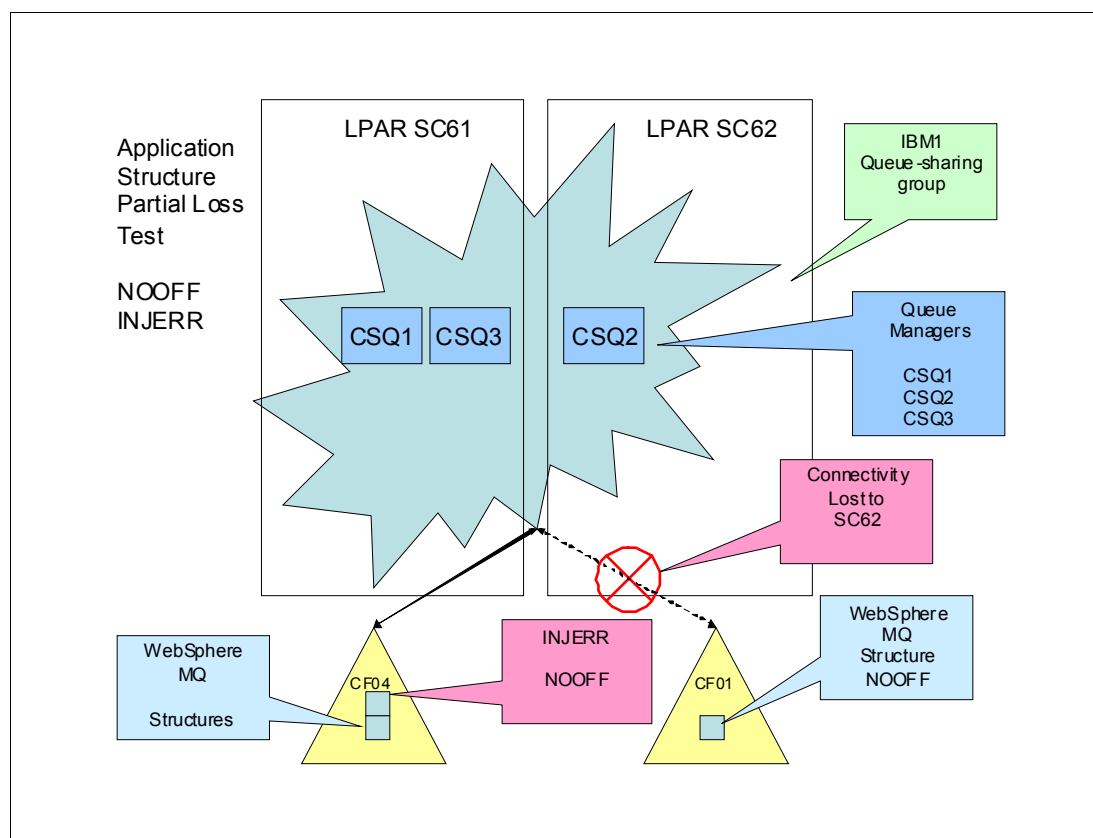 LPAR SC61
LPAR SC62
Application
Structure
Partial Loss
Test
NOOFF
INJERR
IBM1
Queue-sharing
group
CSQ1
CSQ3
CSQ2
Queue
Managers
CSQ1
CSQ2
CSQ3
Connectivity
Lost to
SC62
WebSphere
MQ
Structures
CF04
INJERR
NOOFF
CF01
WebSphere
MQ
Structure
NOOFF